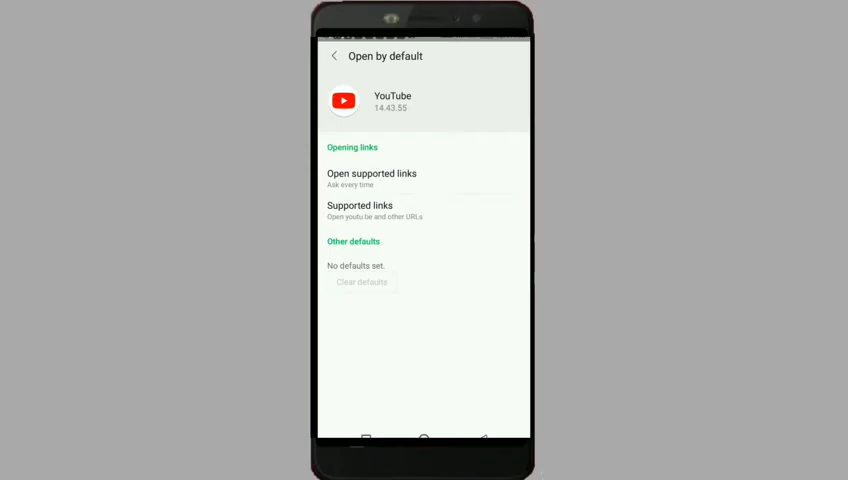 Open by default
YouTube
14.43.55
Opening links
Open supported links
Ask every time
Supported links
Open youtu.be and other URLs
Other defaults
No defaults set.
Clear defaults